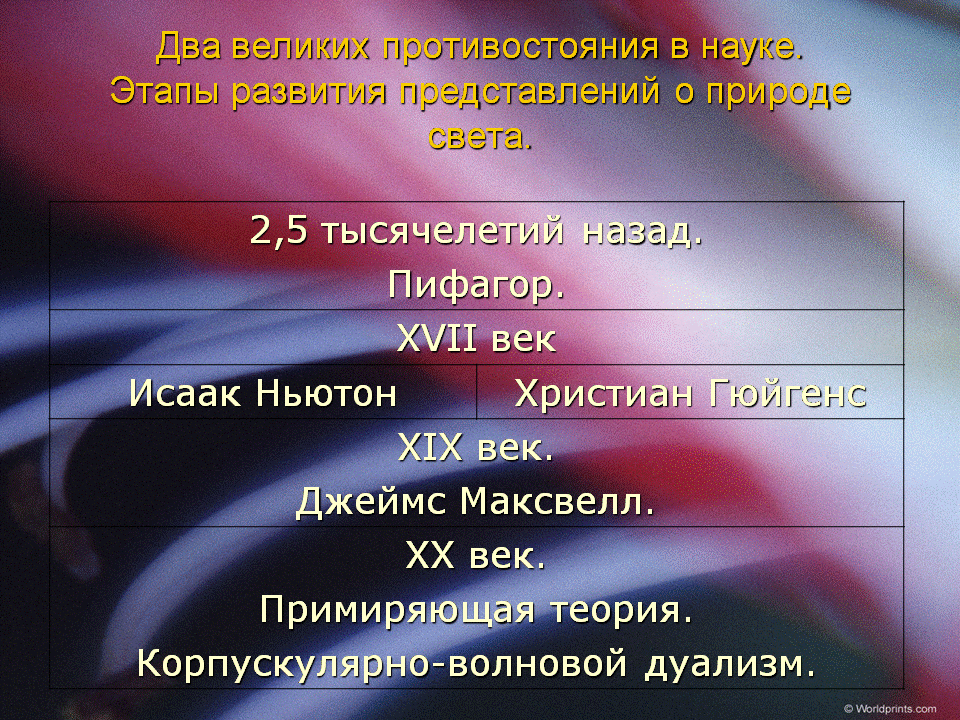 Два великих противостояния в науке.
Этапы развития представлений о природе
света.
2,5 тысячелетий назад.
Пифагор.
XVII век
Исаак Ньютон
Христиан Гюйгенс
XIX век.
Джеймс Максвелл.
XX век.
Примиряющая теория.
Корпускулярно-волновой дуализм.
© Worldprints.com